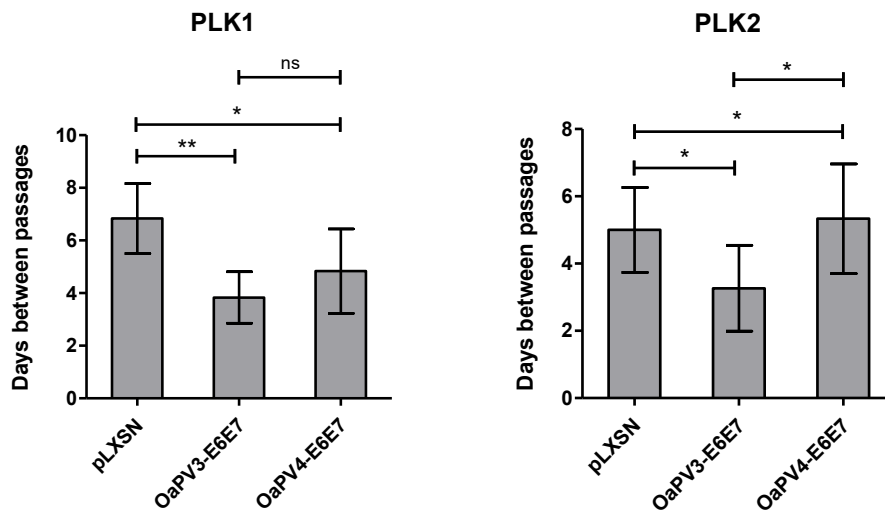 PLK1
ns
*
**
Days between passages
10
8
6
4
2
0
pLXSN
OaPV3-E6E7
OaPV4-E6E7
PLK2
*
*
*
Days between passages
8
6
4
2
0
pLXSN
OaPV3-E6E7
OaPV4-E6E7